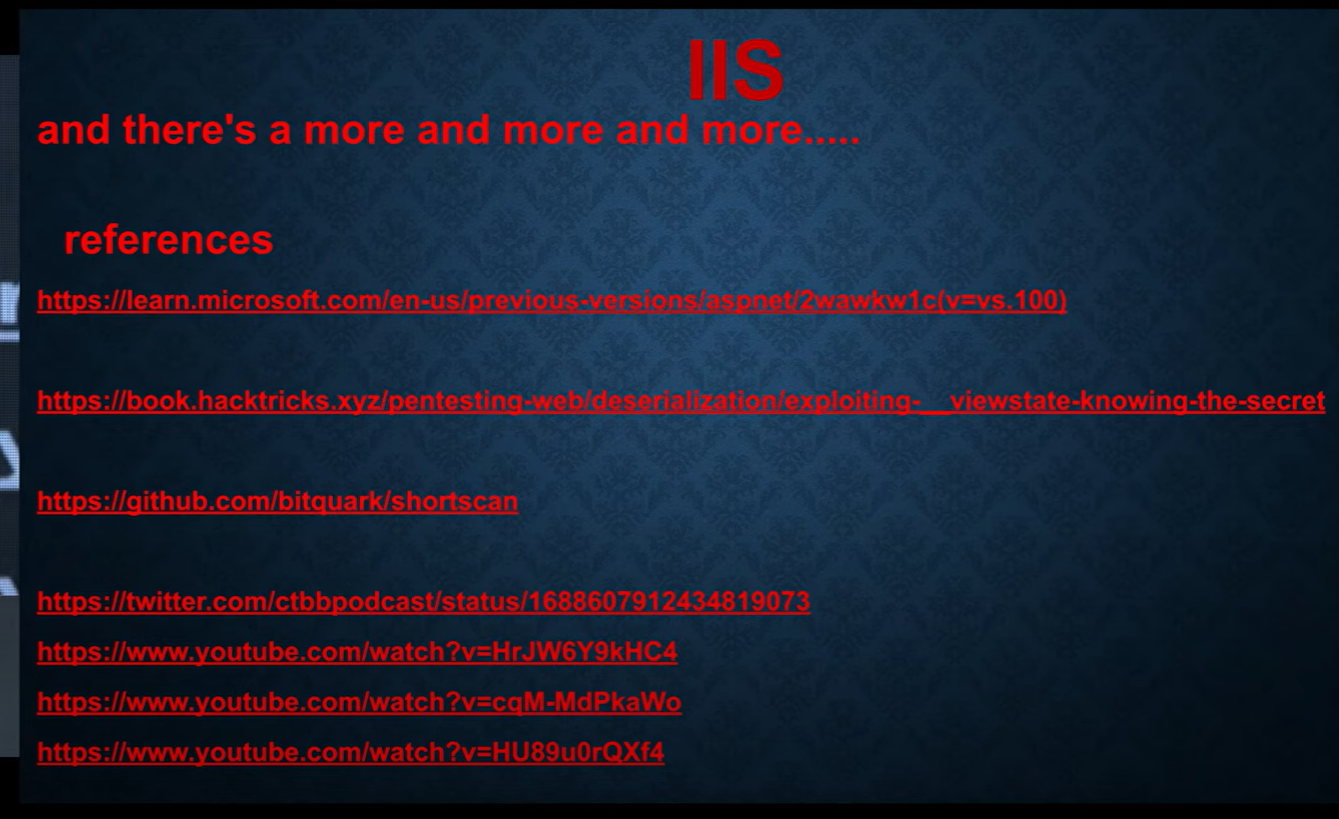 IIS
and there's a more and more and more.....
references
https://learn.microsoft.com/en-us/previous-versions/aspnet/2wawkw1c(v=vs.100)
https://book.hacktricks.xyz/pentesting-web/deserialization/exploiting-__viewstate-knowing-the-secret
https://github.com/bitquark/shortscan
https://twitter.com/ctbbpodcast/status/1688607912434819073
https://www.youtube.com/watch?v=HrJW6Y9kHC4
https://www.youtube.com/watch?v=cqM-MdPkaWo
https://www.youtube.com/watch?v=HU89u0rQXf4